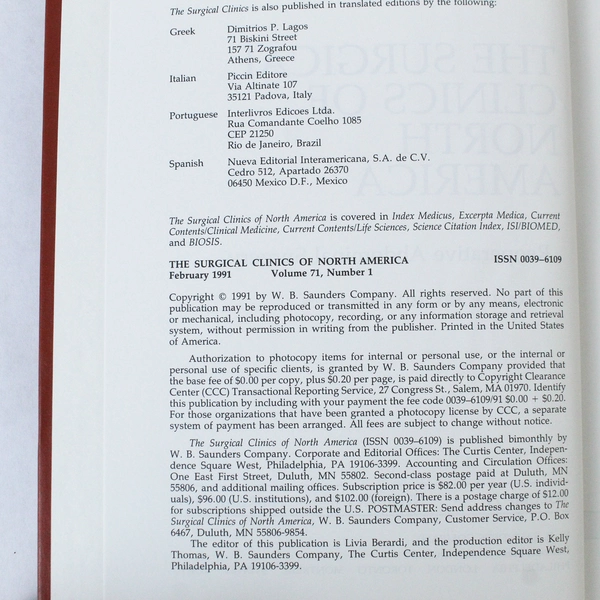 The Surgical Clinics is also published in translated editions by the following:
Greek Dimitrios P. Lagos
71 Biskini Street
157 71 Zografou
Athens, Greece
Italian Piccin Editore
Via Altinate 107
35121 Padova, Italy
Portuguese Interlivros Edicoes Ltda.
Rua Comandante Coelho 1085
CEP 21250
Rio de Janeiro, Brazil
Spanish Nueva Editorial Interamericana, S.A. de C.V.
Cedro 512, Apartado 26370
06450 Mexico D.F., Mexico
The Surgical Clinics of North America is covered in Index Medicus, Excerpta Medica, Current
Contents/Clinical Medicine, Current Contents/Life Sciences, Science Citation Index, ISI/BIOMED,
and BIOSIS.
THE SURGICAL CLINICS OF NORTH AMERICA ISSN 0039–6109
February 1991 Volume 71, Number 1
Copyright © 1991 by W. B. Saunders Company. All rights reserved. No part of this
publication may be reproduced or transmitted in any form or by any means, electronic
or mechanical, including photocopy, recording, or any information storage and retrieval
system, without permission in writing from the publisher. Printed in the United States
of America.
Authorization to photocopy items for internal or personal use, or the internal or
personal use of specific clients, is granted by W. B. Saunders Company provided that
the base fee of $0.00 per copy, plus $0.20 per page, is paid directly to Copyright Clearance
Center (CCC) Transactional Reporting Service, 27 Congress St., Salem, MA 01970. Identify
this publication by including with your payment the fee code 0039–6109/91 $0.00 + $0.20.
For those organizations that have been granted a photocopy license by CCC, a separate
system of payment has been arranged. All fees are subject to change without notice.
The Surgical Clinics of North America (ISSN 0039–6109) is published bimonthly by
W. B. Saunders Company. Corporate and Editorial Offices: The Curtis Center, Indepen-
dence Square West, Philadelphia, PA 19106-3399. Accounting and Circulation Offices:
One East First Street, Duluth, MN 55802. Second-class postage paid at Duluth, MN
55806, and additional mailing offices. Subscription price is $82.00 per year (U.S. individ-
uals), $96.00 (U.S. institutions), and $102.00 (foreign). There is a postage charge of $12.00
for subscriptions shipped outside the U.S. POSTMASTER: Send address changes to The
Surgical Clinics of North America, W. B. Saunders Company, Customer Service, P.O. Box
6467, Duluth, MN 55806-9854.
The editor of this publication is Livia Berardi, and the production editor is Kelly
Thomas, W. B. Saunders Company, The Curtis Center, Independence Square West,
Philadelphia, PA 19106-3399.